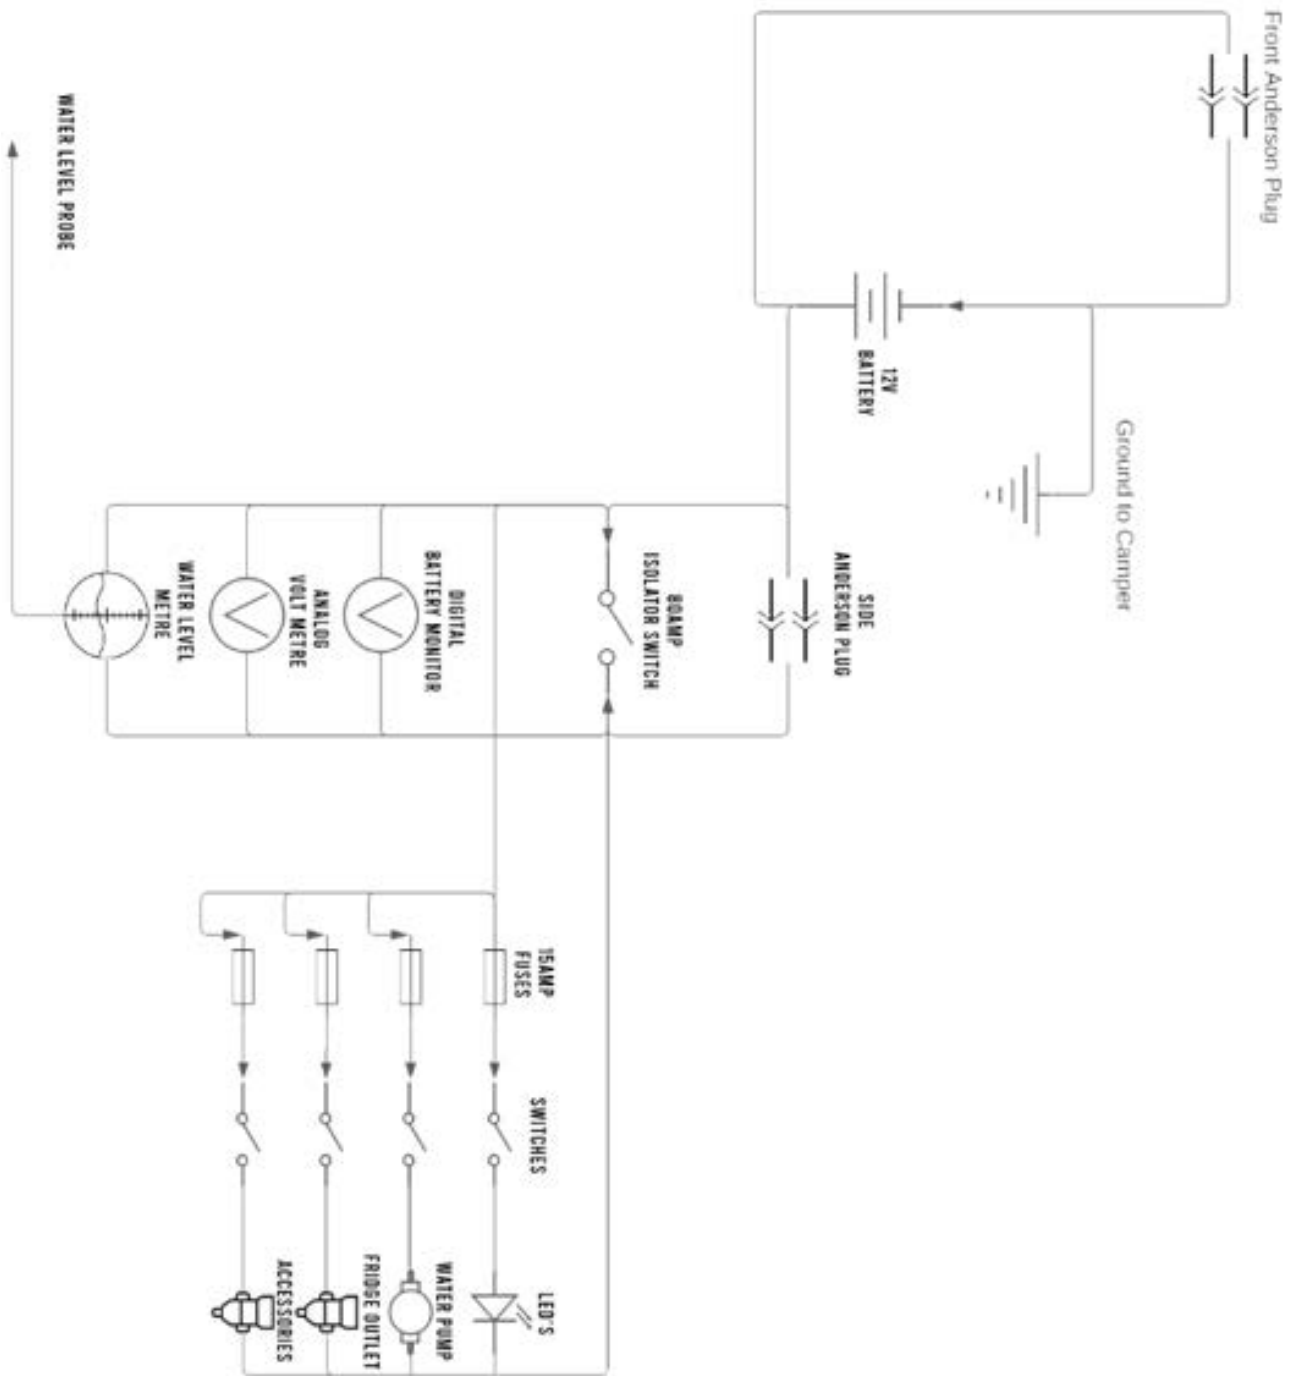 Front Anderson Plug
Ground to Camper
12V
BATTERY
SIDE
ANDERSON PLUG
80AMP
ISOLATOR SWITCH
DIGITAL
BATTERY MONITOR
ANALOG
VOLT METRE
WATER LEVEL
METRE
WATER LEVEL PROBE
15AMP
FUSES
SWITCHES
LED'S
WATER PUMP
FRIDGE OUTLET
ACCESSORIES